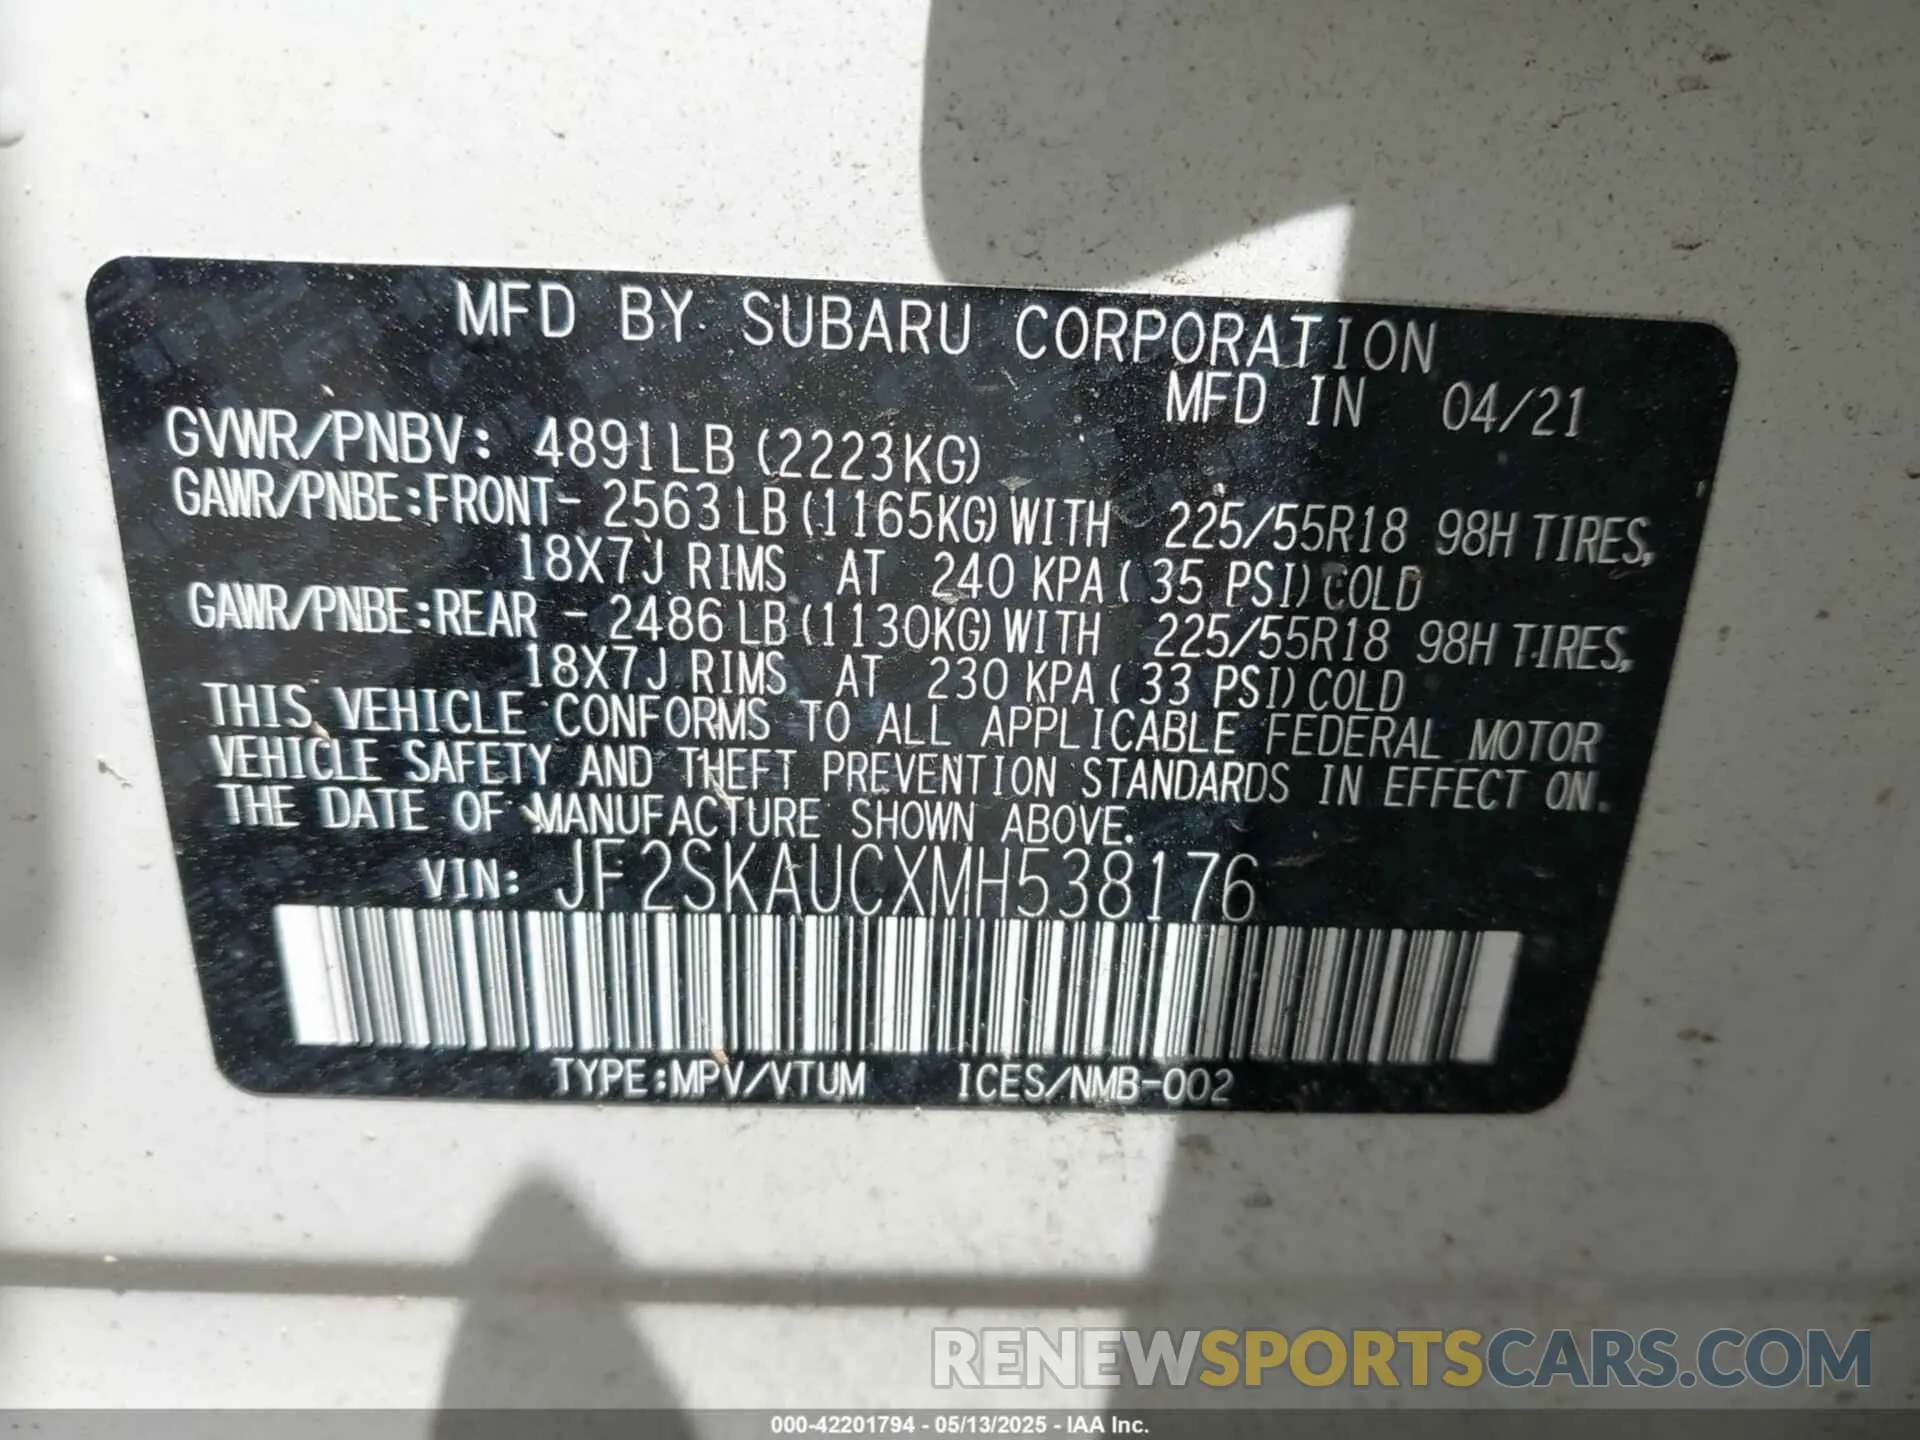 MFD BY SUBARU CORPORATION
MFD IN 04/21
GVWR/PNBV: 4891LB (2223KG)
GAWR/PNBE:FRONT- 2563LB(1165KG)WITH 225/55R18 98H TIRES,
18X7J RIMS AT 240 KPA( 35 PSI)COLD
GAWR/PNBE:REAR - 2486LB(1130KG)WITH 225/55R18 98H TIRES,
18X7J RIMS AT 230 KPA( 33 PSI)COLD
THIS VEHICLE CONFORMS TO ALL APPLICABLE FEDERAL MOTOR
VEHICLE SAFETY AND THEFT PREVENTION STANDARDS IN EFFECT ON
THE DATE OF MANUFACTURE SHOWN ABOVE.
VIN: JF2SKAUCXMH538176
TYPE:MPV/VTUM ICES/NMB-002
RENEWSPORTSCARS.COM
000-42201794 - 05/13/2025 - IAA Inc.